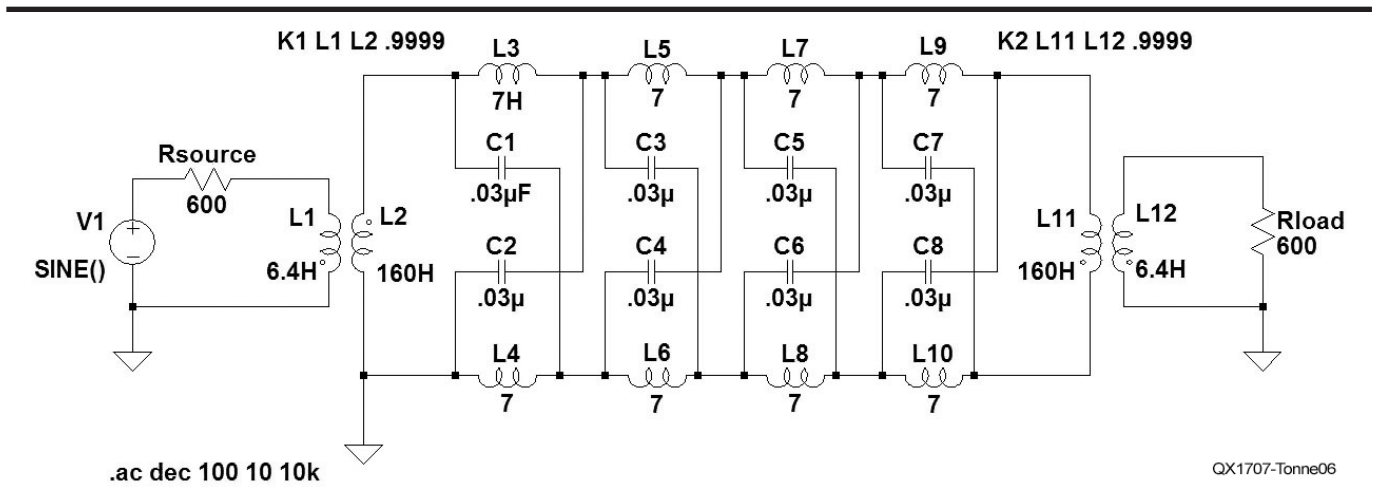 K1 L1 L2 .9999
L3
7H
L5
7
L7
7
L9
7
K2 L11 L12 .9999
C1
.03µF
C3
.03µ
C5
.03µ
C7
.03µ
Rsource
600
V1
SINE()
L1
6.4H
L2
160H
C2
.03µ
C4
.03µ
C6
.03µ
C8
.03µ
L11
160H
L12
6.4H
Rload
600
L4
7
L6
7
L8
7
L10
7
.ac dec 100 10 10k
QX1707-Tonne06